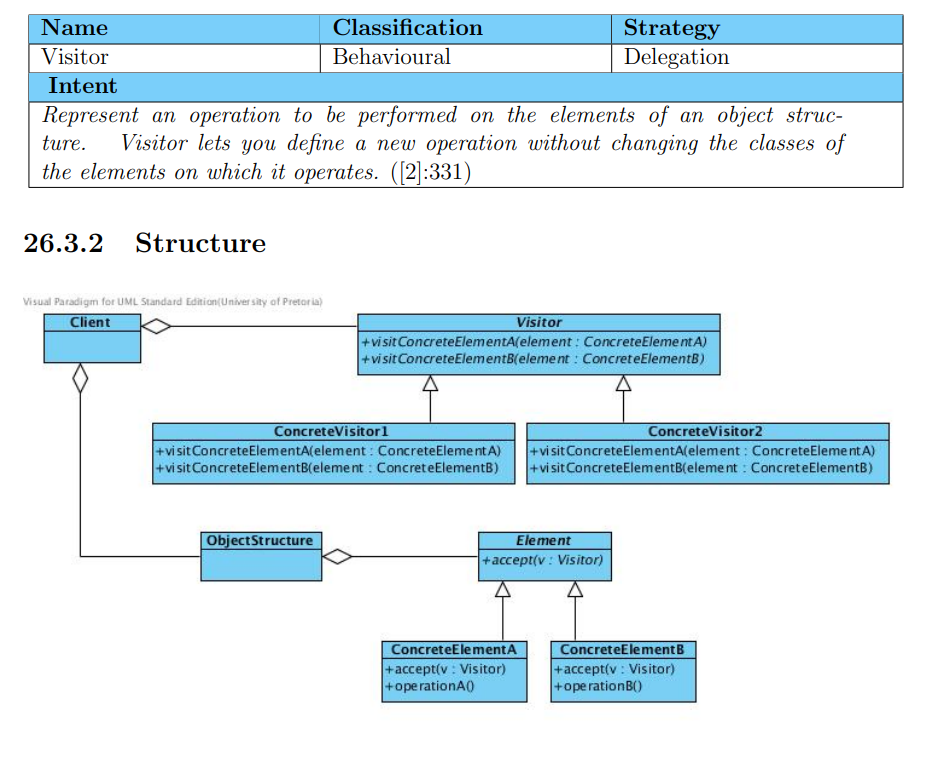 Name Classification Strategy
Visitor Behavioural Delegation
Intent
Represent an operation to be performed on the elements of an object struc-
ture. Visitor lets you define a new operation without changing the classes of
the elements on which it operates. ([2]:331)
26.3.2 Structure
Visual Paradigm for UML Standard Edition(University of Pretoria)
Client
Visitor
+visitConcreteElementA(element : ConcreteElementA)
+visitConcreteElementB(element : ConcreteElementB)
ConcreteVisitor1
+visitConcreteElementA(element : ConcreteElementA)
+visitConcreteElementB(element : ConcreteElementB)
ConcreteVisitor2
+visitConcreteElementA(element : ConcreteElementA)
+visitConcreteElementB(element : ConcreteElementB)
ObjectStructure
Element
+accept(v : Visitor)
ConcreteElementA
+accept(v : Visitor)
+operationA()
ConcreteElementB
+accept(v : Visitor)
+operationB()